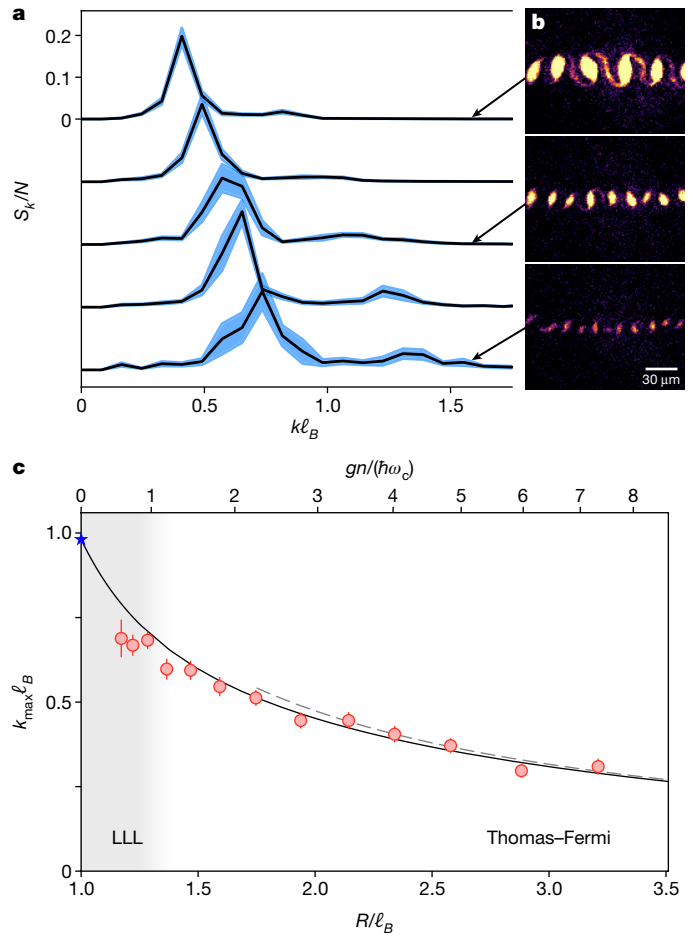 a
b
0.2
0.1
0
S_k/N
0
0.5
1.0
1.5
kℓ_B
30 μm
c
gn/(ħω_c)
0
1
2
3
4
5
6
7
8
1.0
0.5
0
k_maxℓ_B
LLL
Thomas–Fermi
1.0
1.5
2.0
2.5
3.0
3.5
R/ℓ_B